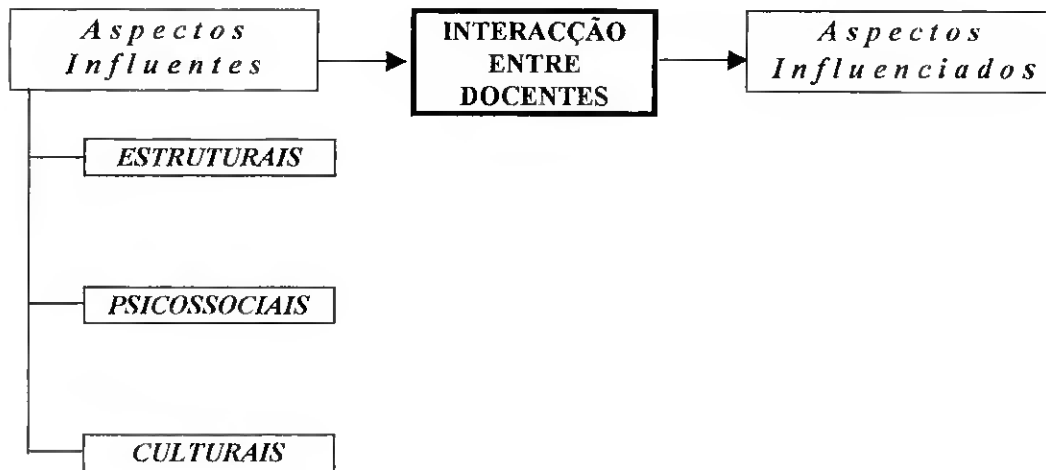 Aspectos
Influentes
INTERACÇÃO
ENTRE
DOCENTES
Aspectos
Influenciados
ESTRUTURAIS
PSICOSSOCIAIS
CULTURAIS